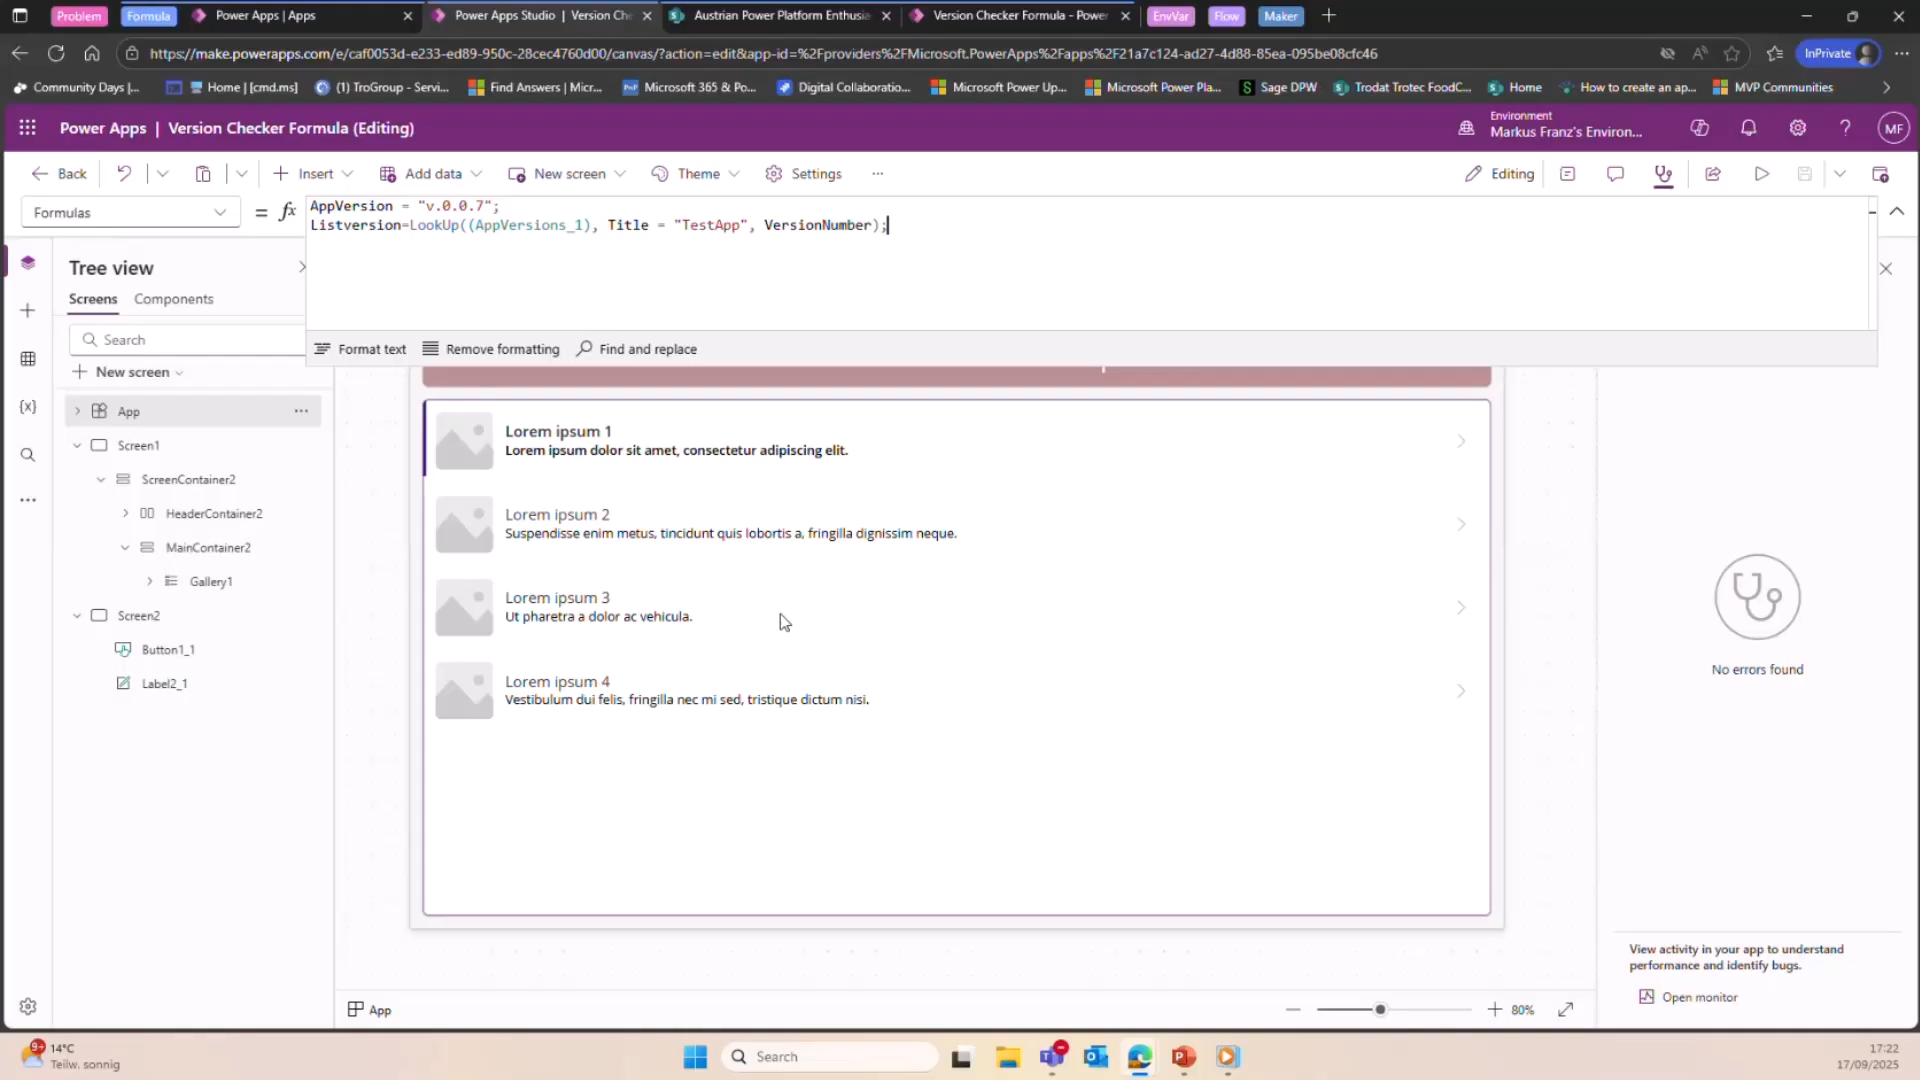 Problem
Formula
Power Apps | Apps
Power Apps Studio | Version Che
Austrian Power Platform Enthusia
Version Checker Formula - Power
EnvVar
Flow
Maker
https://make.powerapps.com/e/caf0053d-e233-ed89-950c-28cec4760d00/canvas/?action=edit&app-id=%2Fproviders%2FMicrosoft.PowerApps%2Fapps%2F21a7c124-ad27-4d88-85ea-095be08cfc46
InPrivate
Community Days |...
Home | [cmd.ms]
(1) TroGroup - Servi...
Find Answers | Micr...
Microsoft 365 & Po...
Digital Collaboratio...
Microsoft Power Up...
Microsoft Power Pla...
Sage DPW
Trodat Trotec FoodC...
Home
How to create an ap...
MVP Communities
Power Apps | Version Checker Formula (Editing)
Environment
Markus Franz's Environ...
MF
Back
Insert
Add data
New screen
Theme
Settings
Editing
Formulas
= fx
AppVersion = "v.0.0.7";
Listversion=LookUp((AppVersions_1), Title = "TestApp", VersionNumber);
Format text
Remove formatting
Find and replace
Tree view
Screens
Components
Search
New screen
App
Screen1
ScreenContainer2
HeaderContainer2
MainContainer2
Gallery1
Screen2
Button1_1
Label2_1
Lorem ipsum 1
Lorem ipsum dolor sit amet, consectetur adipiscing elit.
Lorem ipsum 2
Suspendisse enim metus, tincidunt quis lobortis a, fringilla dignissim neque.
Lorem ipsum 3
Ut pharetra a dolor ac vehicula.
Lorem ipsum 4
Vestibulum dui felis, fringilla nec mi sed, tristique dictum nisi.
No errors found
View activity in your app to understand
performance and identify bugs.
Open monitor
App
80%
9+
14°C
Teilw. sonnig
Search
17:22
17/09/2025